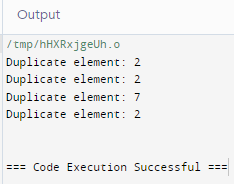 Output
/tmp/hHXRxjgeUh.o
Duplicate element: 2
Duplicate element: 2
Duplicate element: 7
Duplicate element: 2
=== Code Execution Successful ===